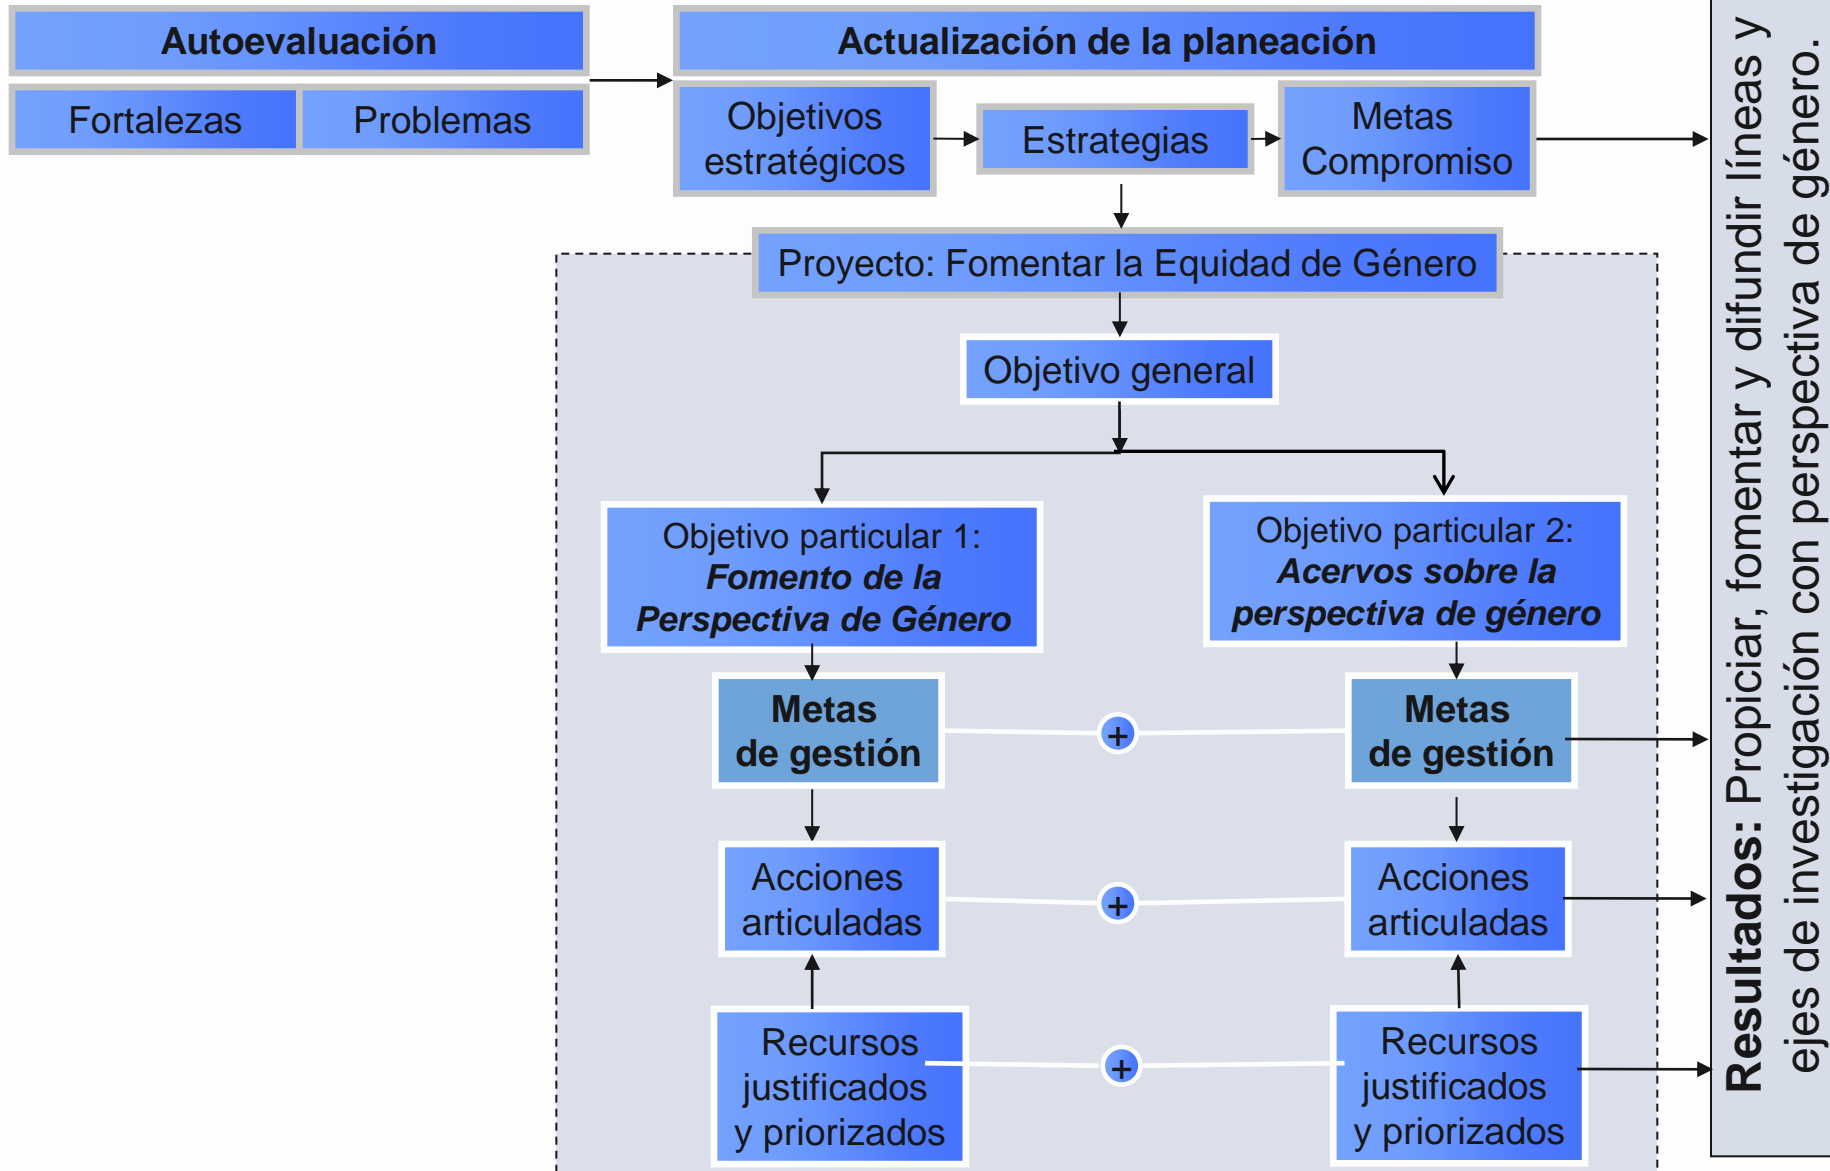 Autoevaluación
Fortalezas
Problemas
Actualización de la planeación
Objetivos
estratégicos
Estrategias
Metas
Compromiso
Proyecto: Fomentar la Equidad de Género
Objetivo general
Objetivo particular 1:
Fomento de la
Perspectiva de Género
Objetivo particular 2:
Acervos sobre la
perspectiva de género
Metas
de gestión
+
Metas
de gestión
Acciones
articuladas
+
Acciones
articuladas
Recursos
justificados
y priorizados
+
Recursos
justificados
y priorizados
Resultados: Propiciar, fomentar y difundir líneas y
ejes de investigación con perspectiva de género.